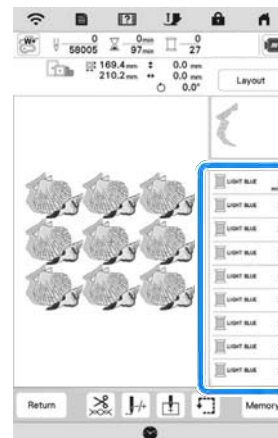 W+
0
58005
0min
97min
0
27
169.4mm
210.2mm
0.0 mm
0.0 mm
0.0°
Layout
LIGHT BLUE
LIGHT BLUE
LIGHT BLUE
LIGHT BLUE
LIGHT BLUE
LIGHT BLUE
LIGHT BLUE
LIGHT BLUE
LIGHT BLUE
Return
Memory